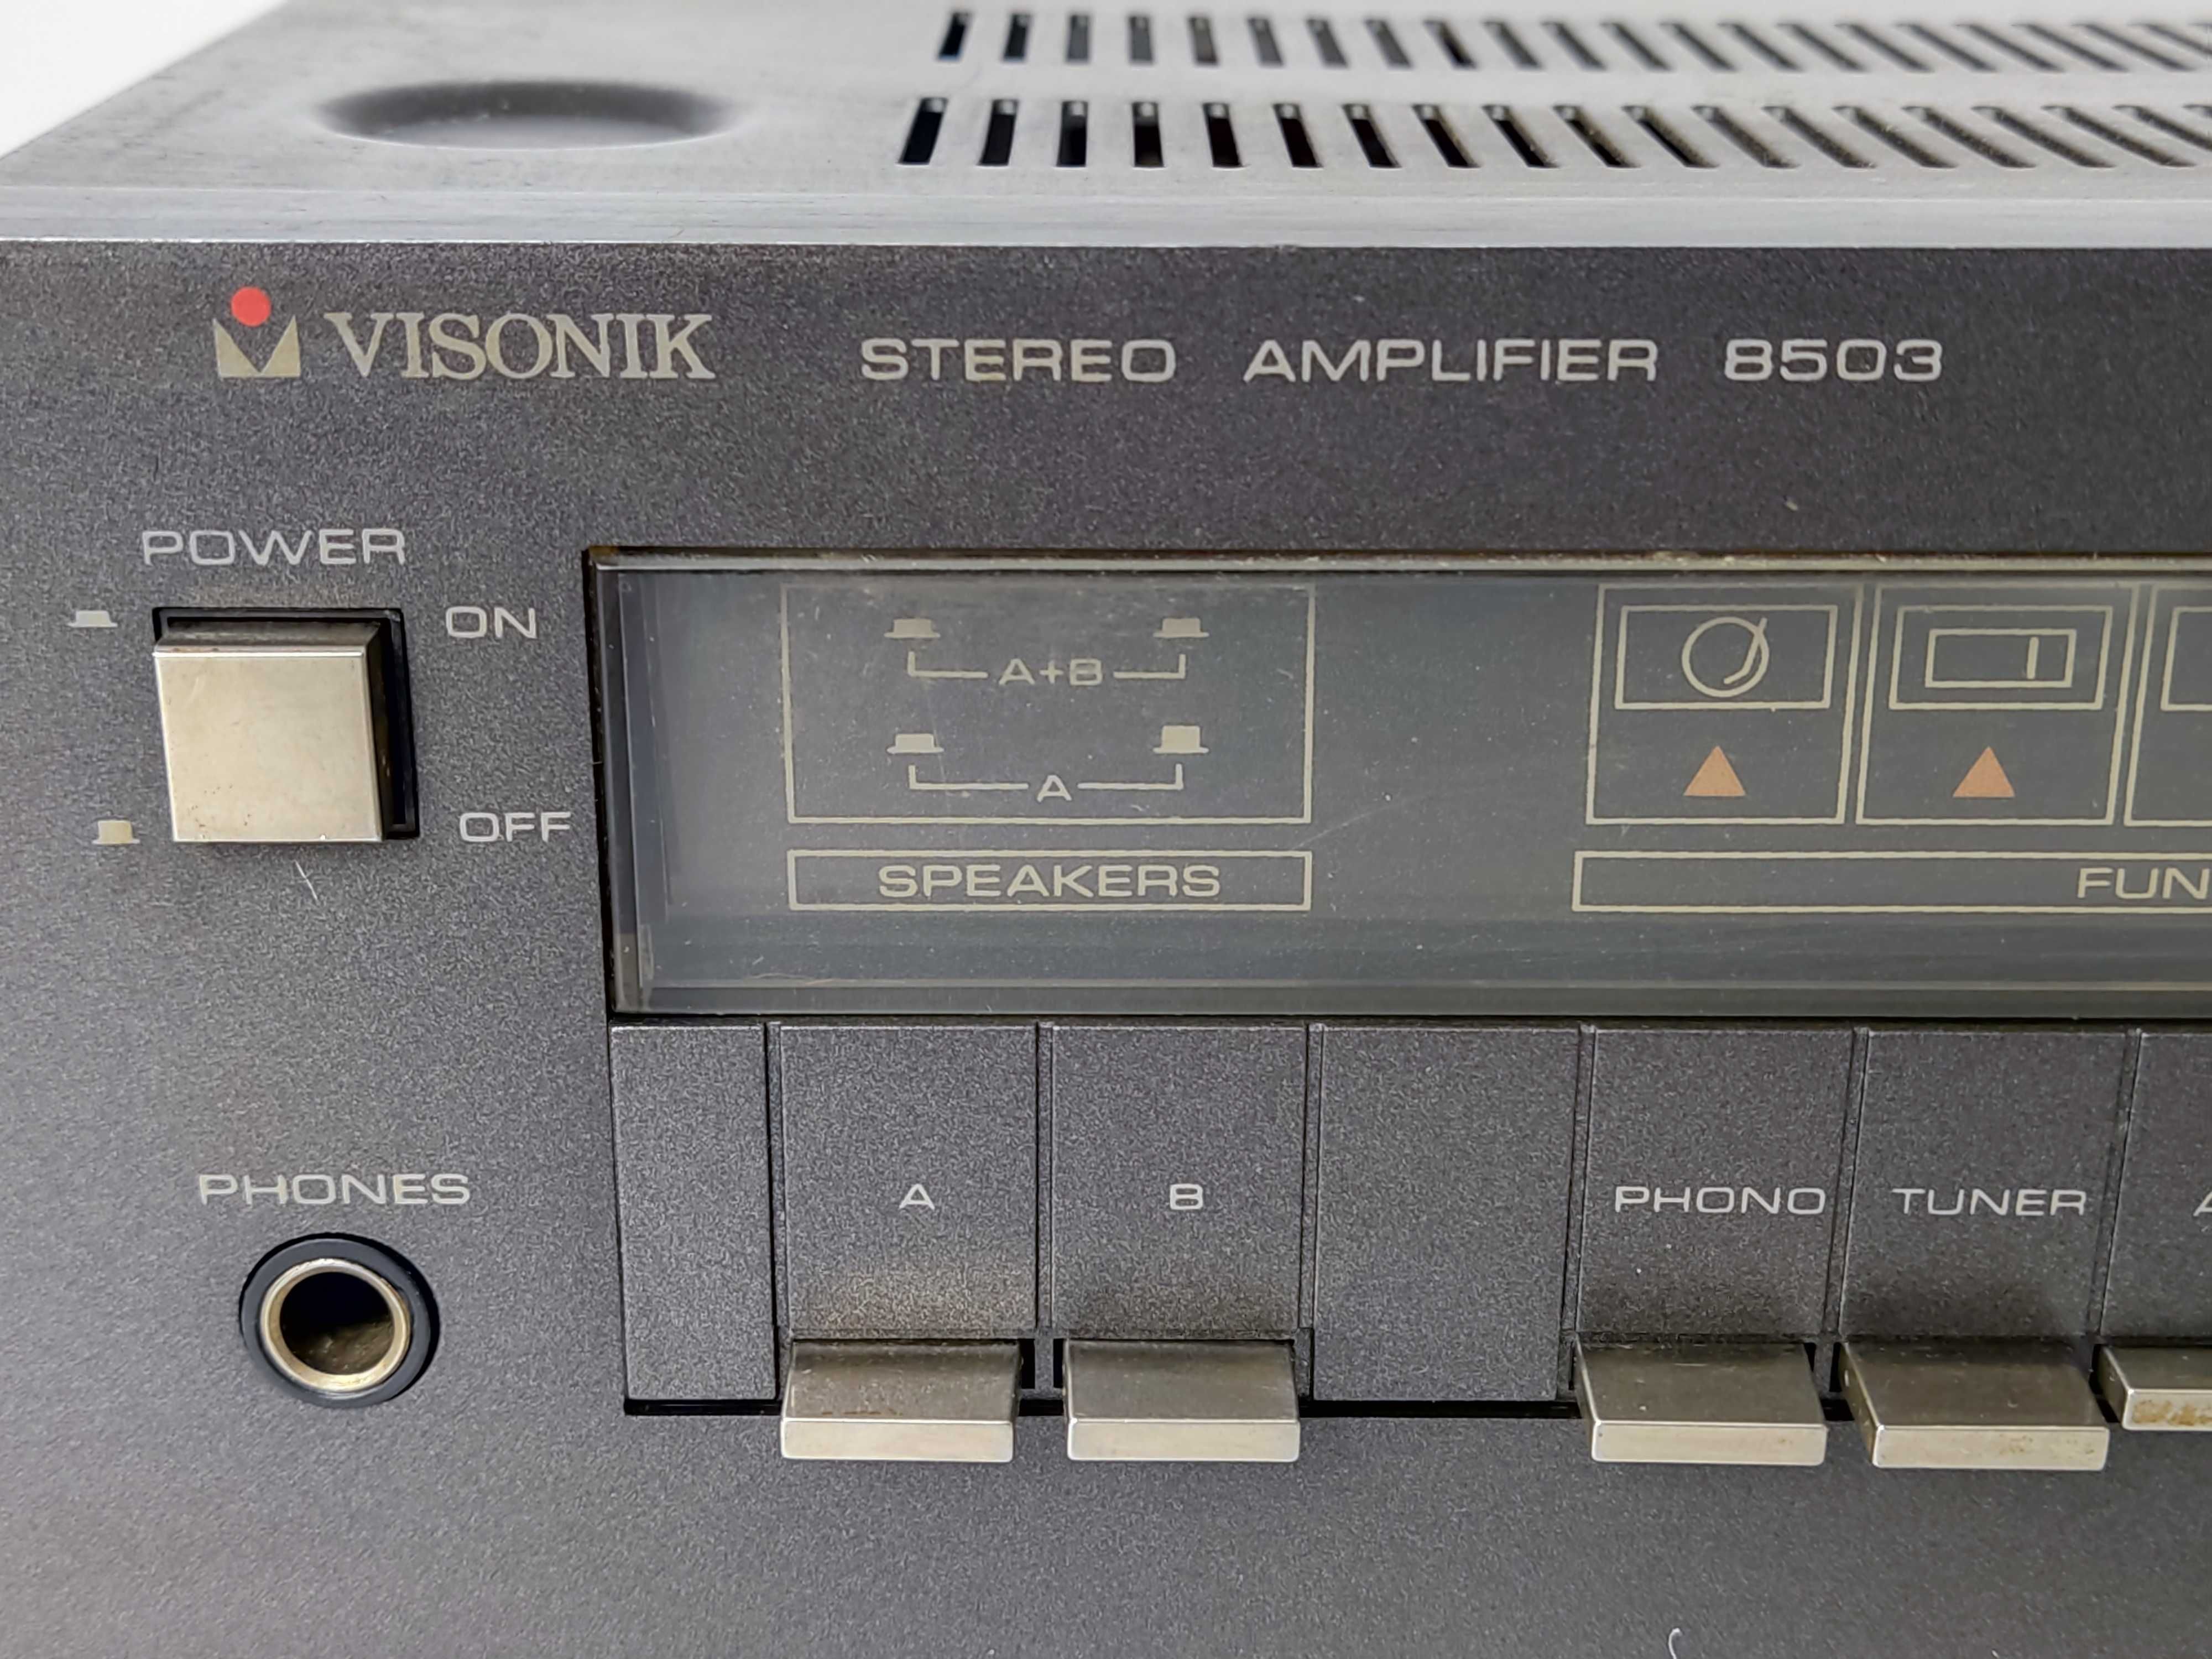 VISONIK STEREO AMPLIFIER 8503
POWER
ON
OFF
A+B
A
SPEAKERS
PHONES
A
B
PHONO
TUNER